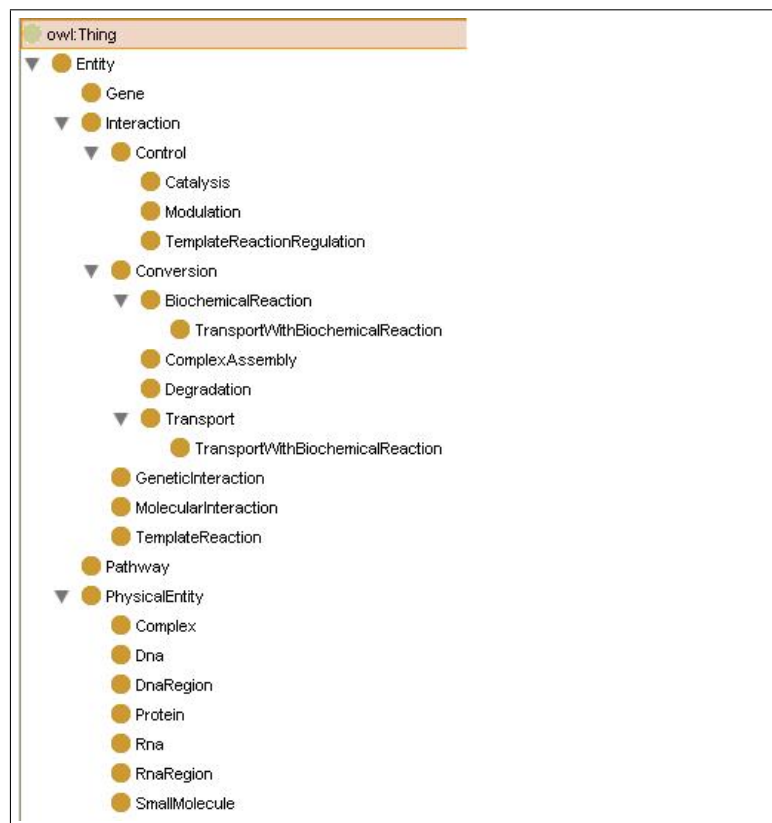 owl:Thing
Entity
Gene
Interaction
Control
Catalysis
Modulation
TemplateReactionRegulation
Conversion
BiochemicalReaction
TransportWithBiochemicalReaction
ComplexAssembly
Degradation
Transport
TransportWithBiochemicalReaction
GeneticInteraction
MolecularInteraction
TemplateReaction
Pathway
PhysicalEntity
Complex
Dna
DnaRegion
Protein
Rna
RnaRegion
SmallMolecule